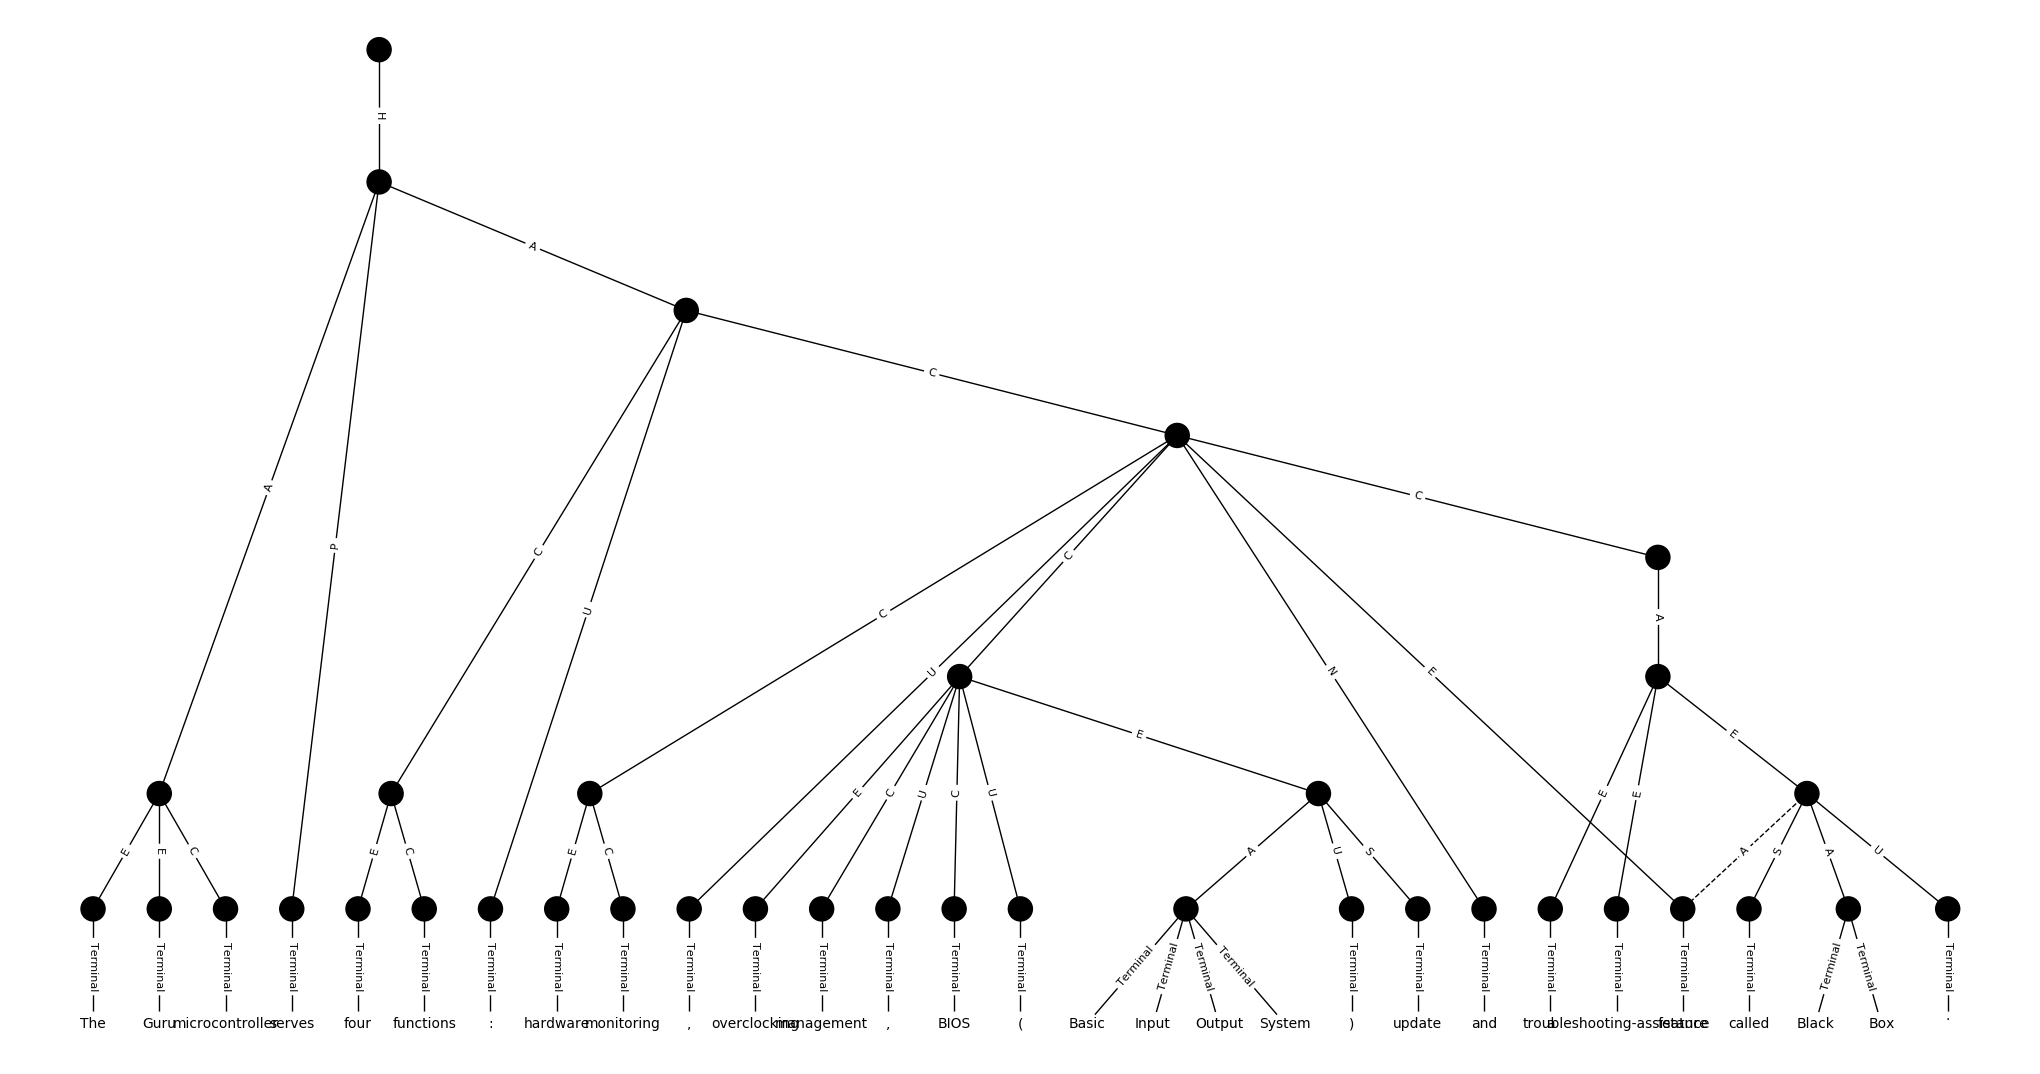 H
A
C
C
C
A
P
C
U
C
U
C
N
E
A
E
E
E
C
E
C
E
C
E
C
U
C
U
E
A
U
S
E
E
A
S
A
U
Terminal Terminal Terminal Terminal Terminal Terminal Terminal Terminal Terminal Terminal Terminal Terminal Terminal Terminal Terminal Terminal Terminal Terminal Terminal Terminal Terminal Terminal Terminal Terminal Terminal Terminal Terminal Terminal Terminal
The Guru microcontroller serves four functions : hardware monitoring , overclocking management , BIOS ( Basic Input Output System ) update and a troubleshooting-assistance feature called Black Box .